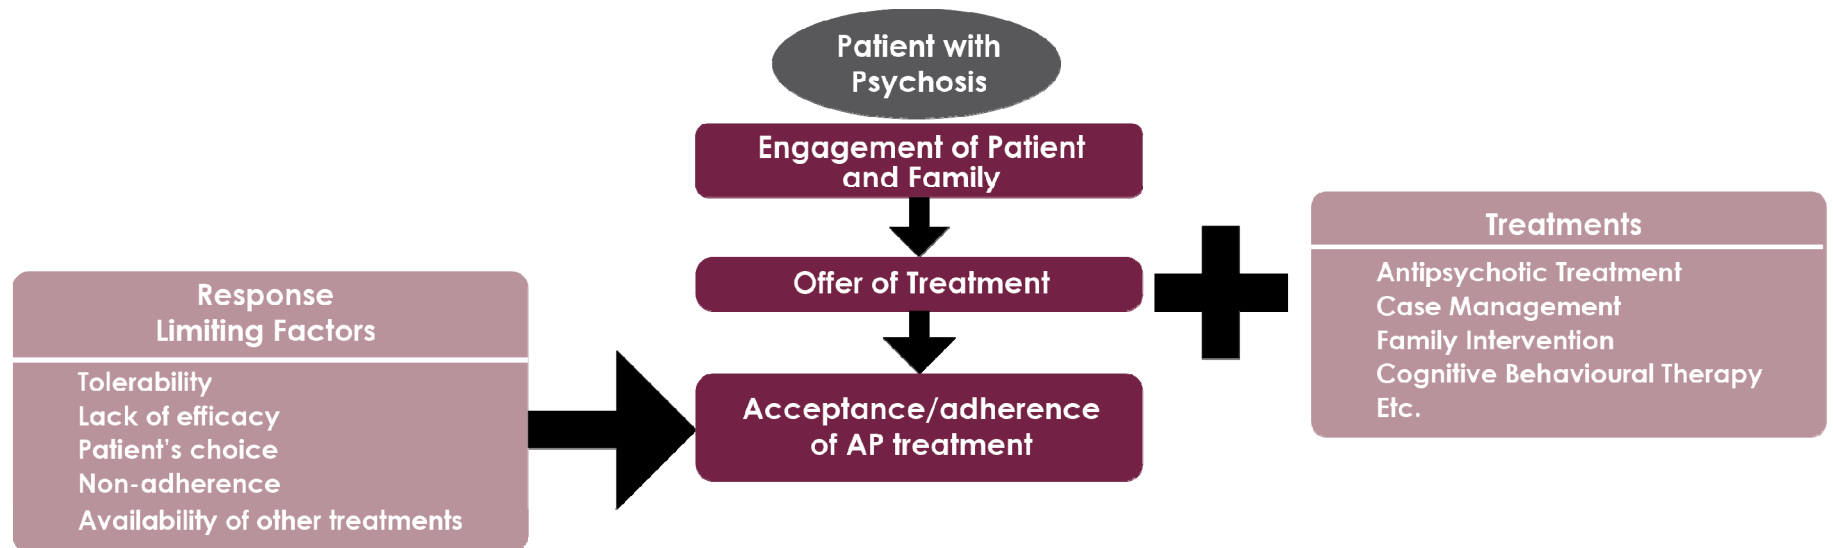 Patient with
Psychosis
Engagement of Patient
and Family
Offer of Treatment
Acceptance/adherence
of AP treatment
Response
Limiting Factors
Tolerability
Lack of efficacy
Patient's choice
Non-adherence
Availability of other treatments
Treatments
Antipsychotic Treatment
Case Management
Family Intervention
Cognitive Behavioural Therapy
Etc.